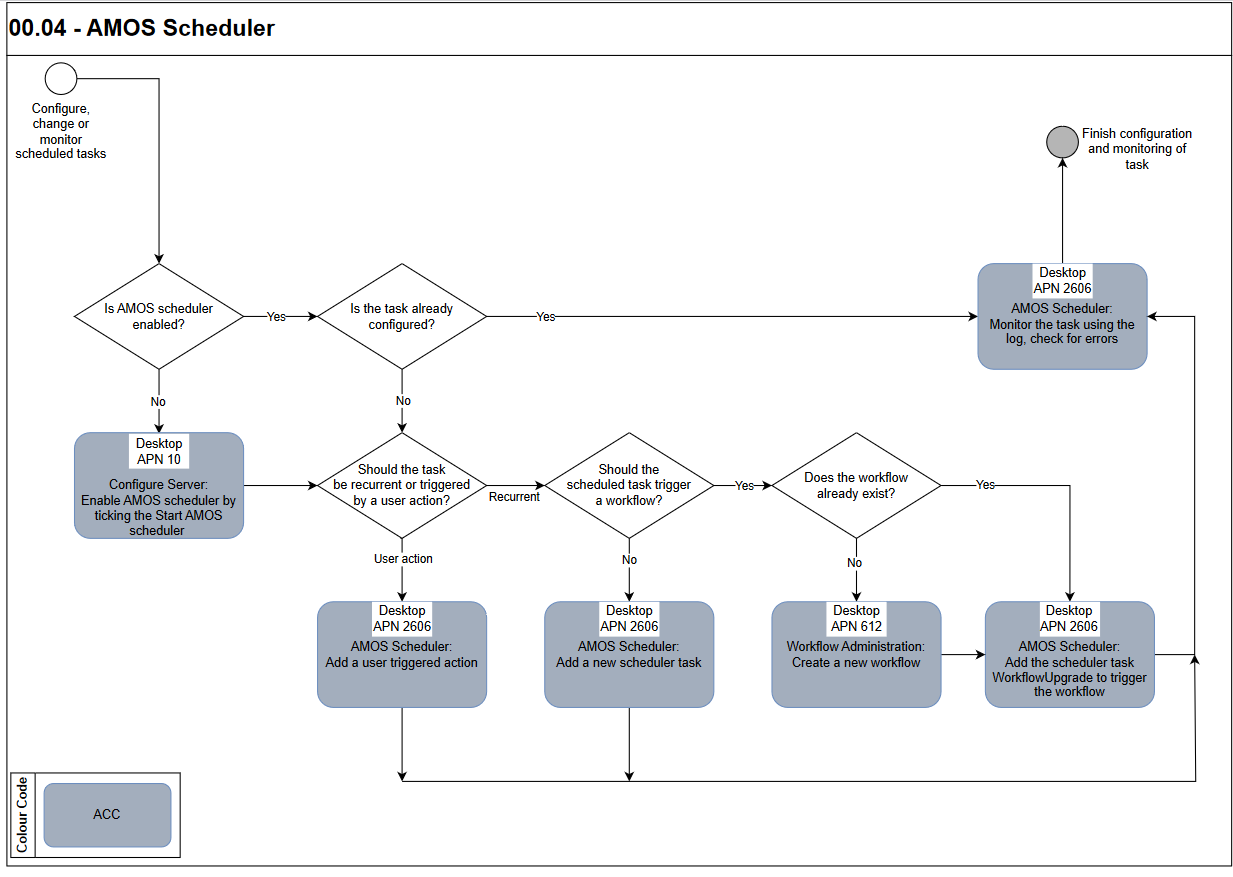 00.04 - AMOS Scheduler
Configure,
change or
monitor
scheduled tasks
Finish configuration
and monitoring of
task
Is AMOS scheduler
enabled?
Yes
Is the task already
configured?
Yes
Desktop
APN 2606
AMOS Scheduler:
Monitor the task using the
log, check for errors
No
No
Desktop
APN 10
Configure Server:
Enable AMOS scheduler by
ticking the Start AMOS
scheduler
Should the task
be recurrent or triggered
by a user action?
Recurrent
Should the
scheduled task trigger
a workflow?
Yes
Does the workflow
already exist?
Yes
User action
No
No
Desktop
APN 2606
AMOS Scheduler:
Add a user triggered action
Desktop
APN 2606
AMOS Scheduler:
Add a new scheduler task
Desktop
APN 612
Workflow Administration:
Create a new workflow
Desktop
APN 2606
AMOS Scheduler:
Add the scheduler task
WorkflowUpgrade to trigger
the workflow
Colour Code
ACC